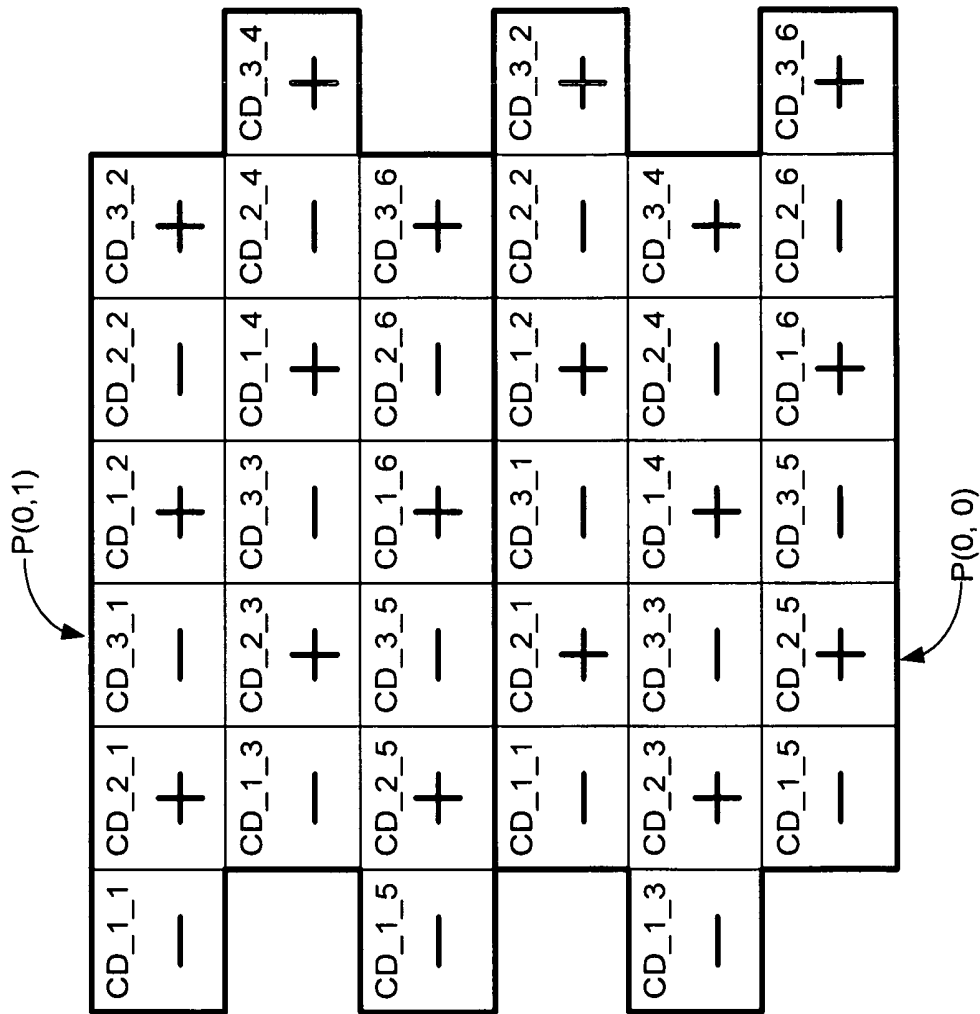 P(0,1)
CD_1_1 CD_2_1 CD_3_1 CD_1_2 CD_2_2 CD_3_2
− + − + − +
CD_1_3 CD_2_3 CD_3_3 CD_1_4 CD_2_4 CD_3_4
− + − + − +
CD_1_5 CD_2_5 CD_3_5 CD_1_6 CD_2_6 CD_3_6
− + − + − +
CD_1_1 CD_2_1 CD_3_1 CD_1_2 CD_2_2 CD_3_2
− + − + − +
CD_1_3 CD_2_3 CD_3_3 CD_1_4 CD_2_4 CD_3_4
− + − + − +
CD_1_5 CD_2_5 CD_3_5 CD_1_6 CD_2_6 CD_3_6
− + − + − +
P(0, 0)